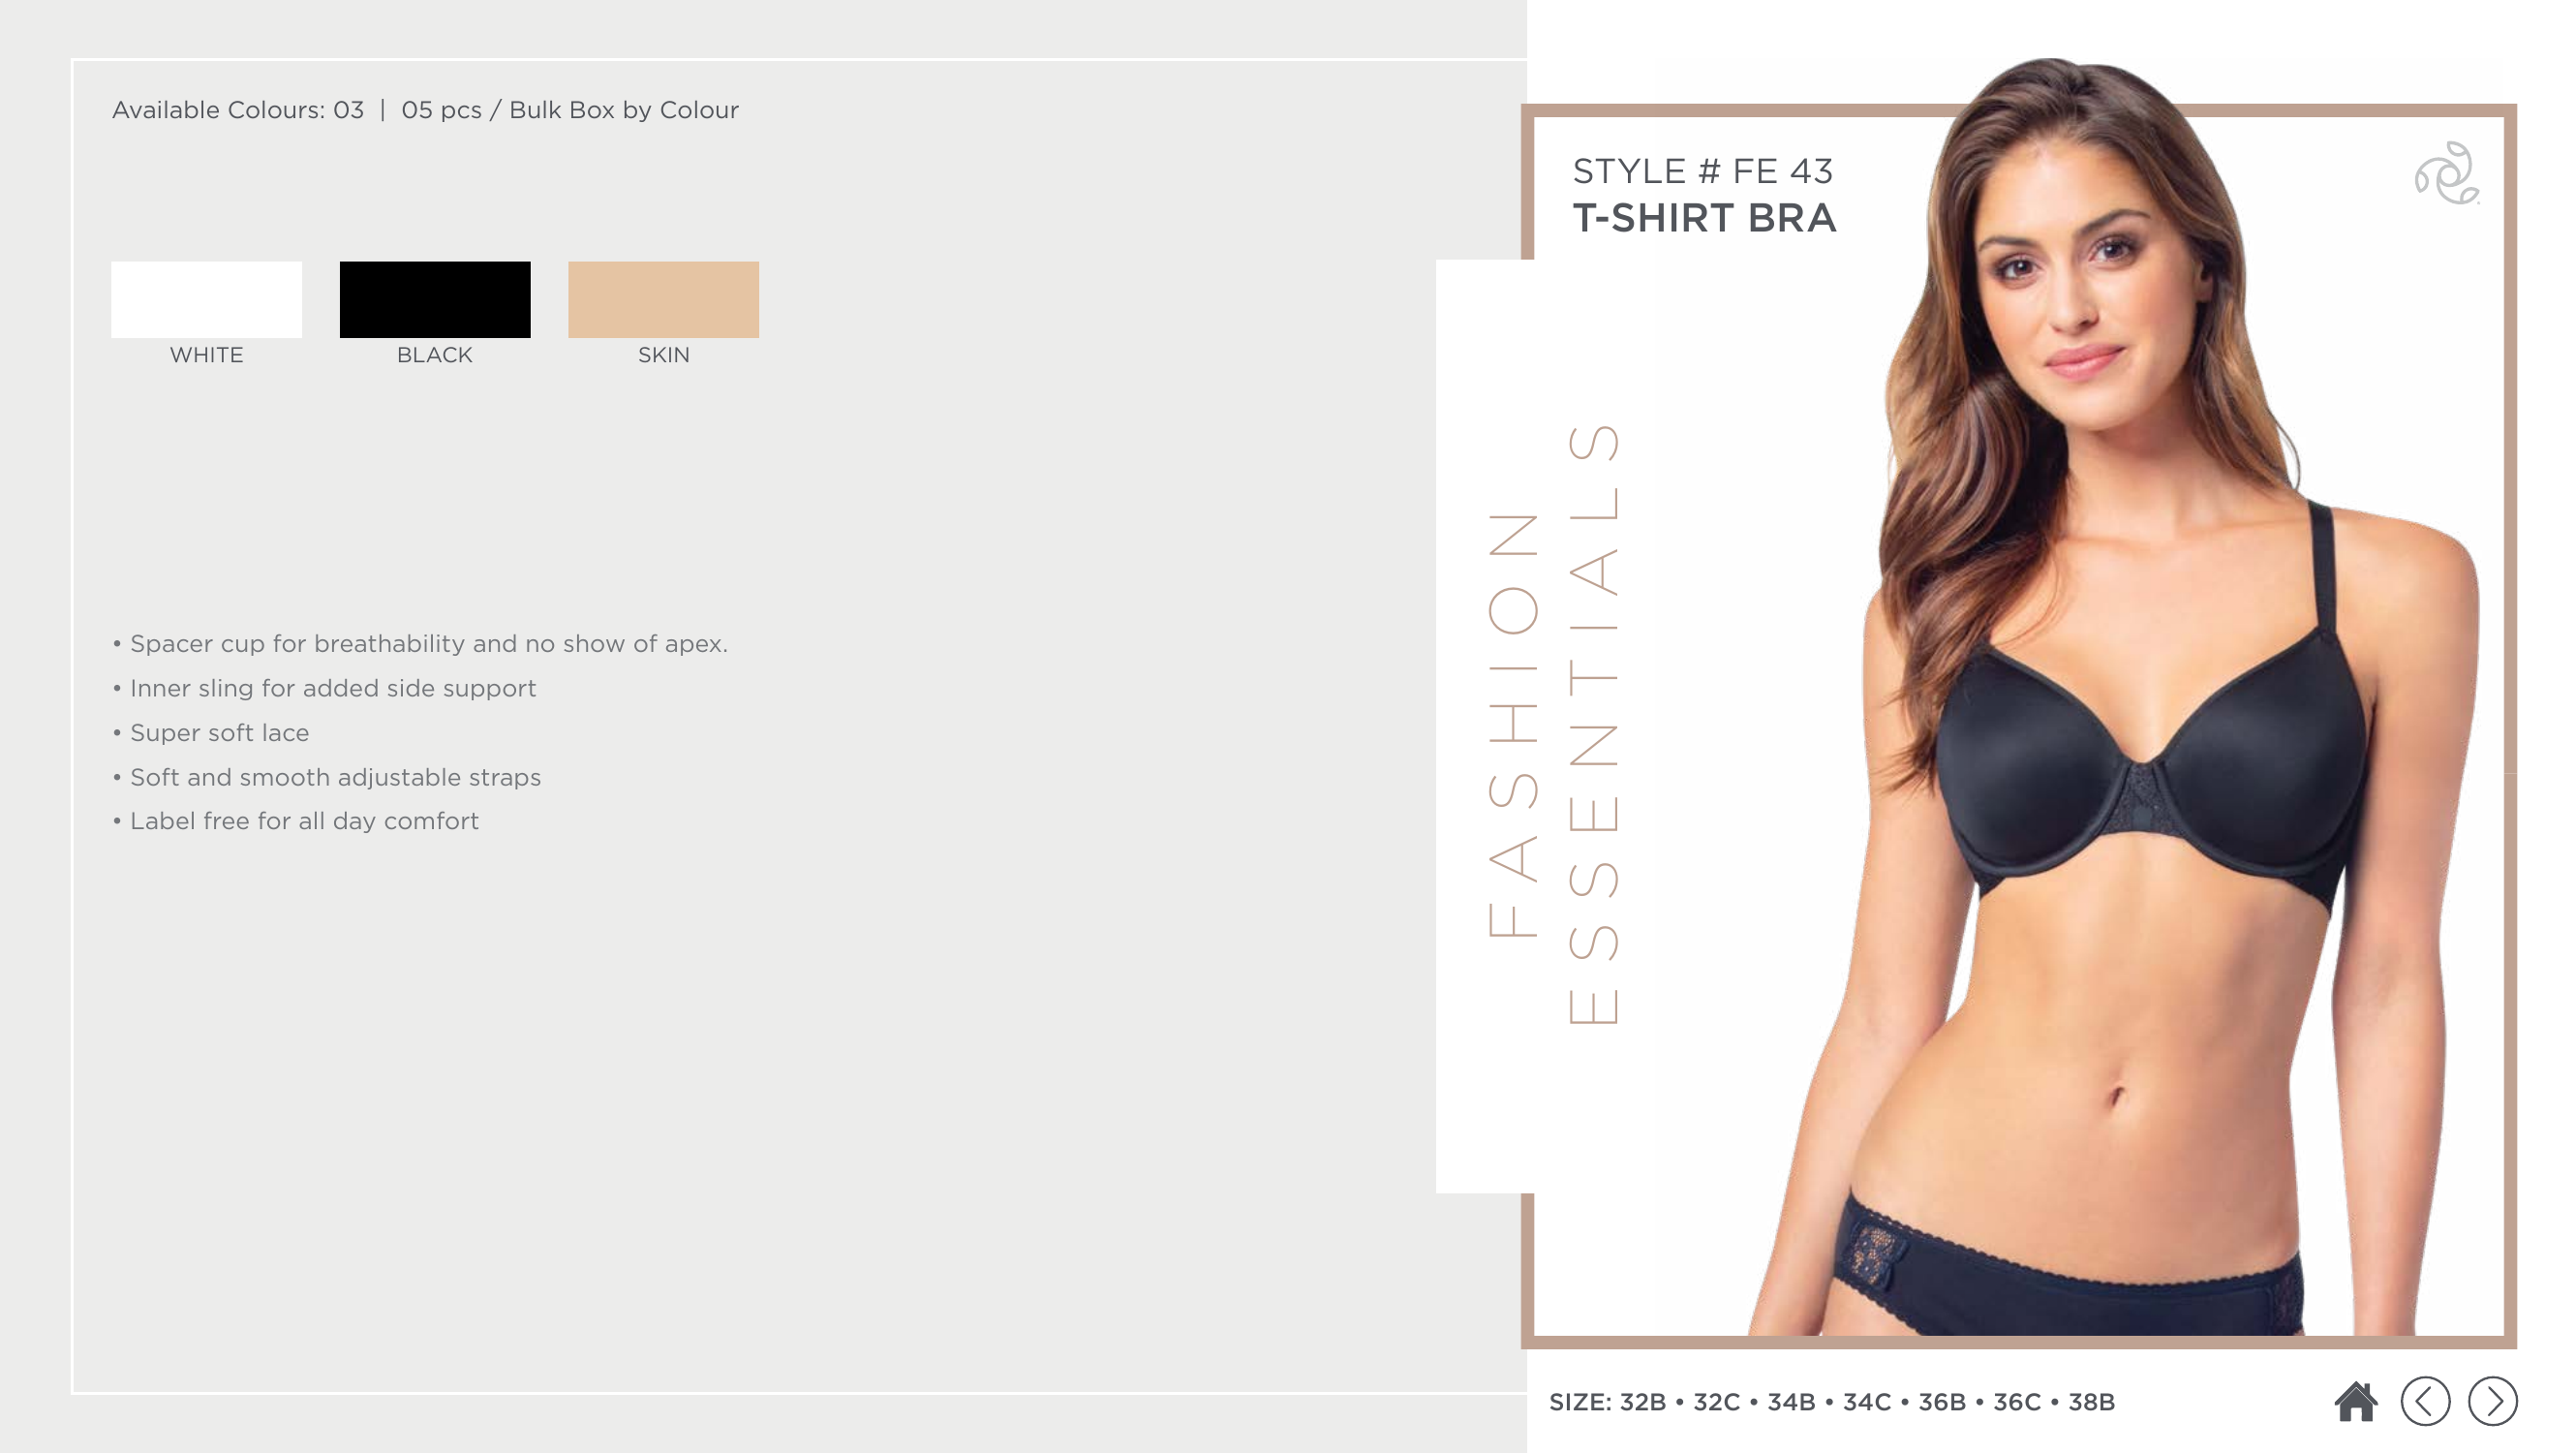 Available Colours: 03 | 05 pcs / Bulk Box by Colour
WHITE
BLACK
SKIN
• Spacer cup for breathability and no show of apex.
• Inner sling for added side support
• Super soft lace
• Soft and smooth adjustable straps
• Label free for all day comfort
STYLE # FE 43
T-SHIRT BRA
FASHION
ESSENTIALS
SIZE: 32B • 32C • 34B • 34C • 36B • 36C • 38B